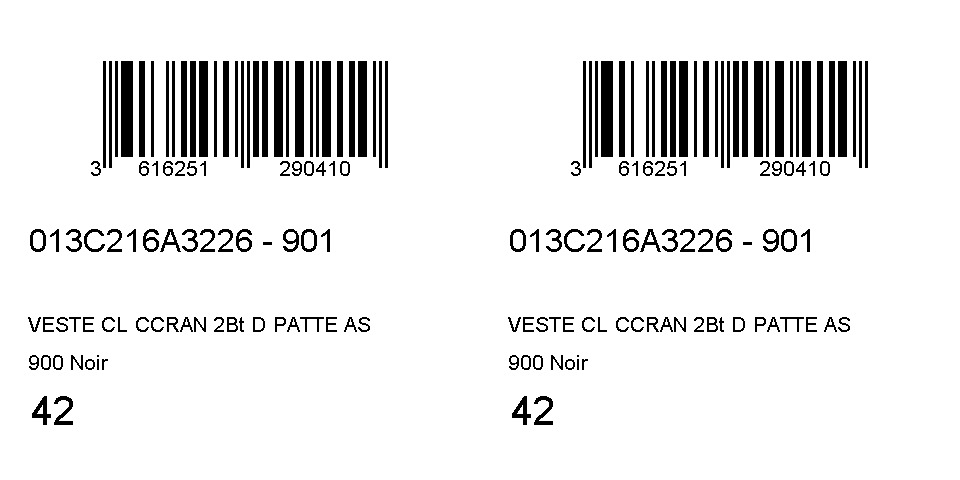 3 616251 290410
013C216A3226 - 901
VESTE CL CCRAN 2Bt D PATTE AS
900 Noir
42
3 616251 290410
013C216A3226 - 901
VESTE CL CCRAN 2Bt D PATTE AS
900 Noir
42